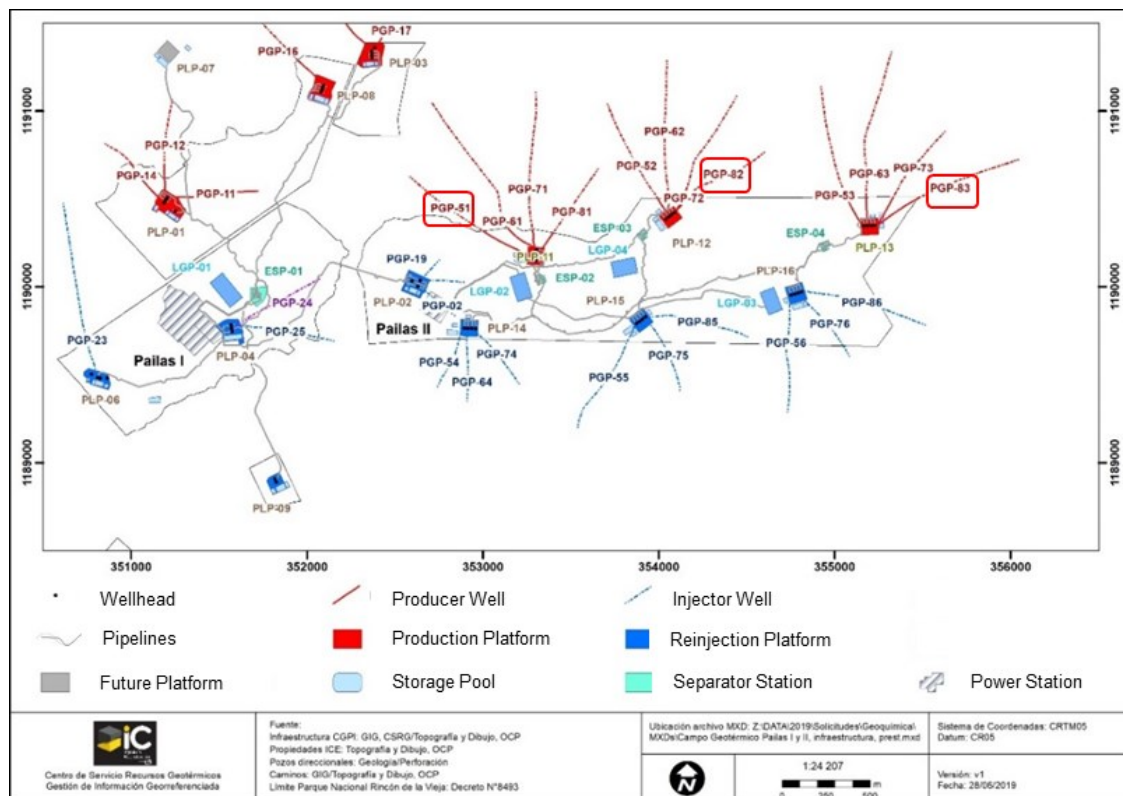 PGP-17
PGP-16
PLP-03
PLP-07
PLP-08
1191000
1191000
PGP-62
PGP-12
PGP-52
PGP-82
PGP-63
PGP-73
PGP-14
PGP-71
PGP-11
PGP-51
PGP-72
PGP-53
PGP-83
PGP-61
PGP-81
PLP-01
ESP-03
PLP-12
ESP-04
PLP-13
LGP-04
PLP-11
PGP-19
LGP-01
ESP-01
PLP-16
ESP-02
1190000
1190000
PGP-24
PLP-02
LGP-02
PLP-15
LGP-03
PGP-02
PGP-86
PGP-25
Pailas II
PLP-14
PGP-85
PGP-76
PGP-23
Pailas I
PLP-04
PGP-54
PGP-74
PGP-75
PGP-56
PGP-64
PGP-55
PLP-06
1189000
1189000
PLP-09
351000
352000
353000
354000
355000
356000
Wellhead
Producer Well
Injector Well
Pipelines
Production Platform
Reinjection Platform
Future Platform
Storage Pool
Separator Station
Power Station
iC
Centro de Servicio Recursos Geotérmicos
Gestión de Información Georreferenciada
Fuente:
Infraestructura CGPI: GIG, CSRG/Topografía y Dibujo, OCP
Propiedades ICE: Topografía y Dibujo, OCP
Pozos direccionales: Geología/Perforación
Caminos: GIG/Topografía y Dibujo, OCP
Límite Parque Nacional Rincón de la Vieja: Decreto N°8493
Ubicación archivo MXD: Z:\DATA\2019\Solicitudes\Geoquimica\
MXDs\Campo Geotérmico Pailas I y II, infraestructura, prest.mxd
N
1:24 207
m
0 250 500
Sistema de Coordenadas: CRTM05
Datum: CR05
Versión: v1
Fecha: 28/06/2019